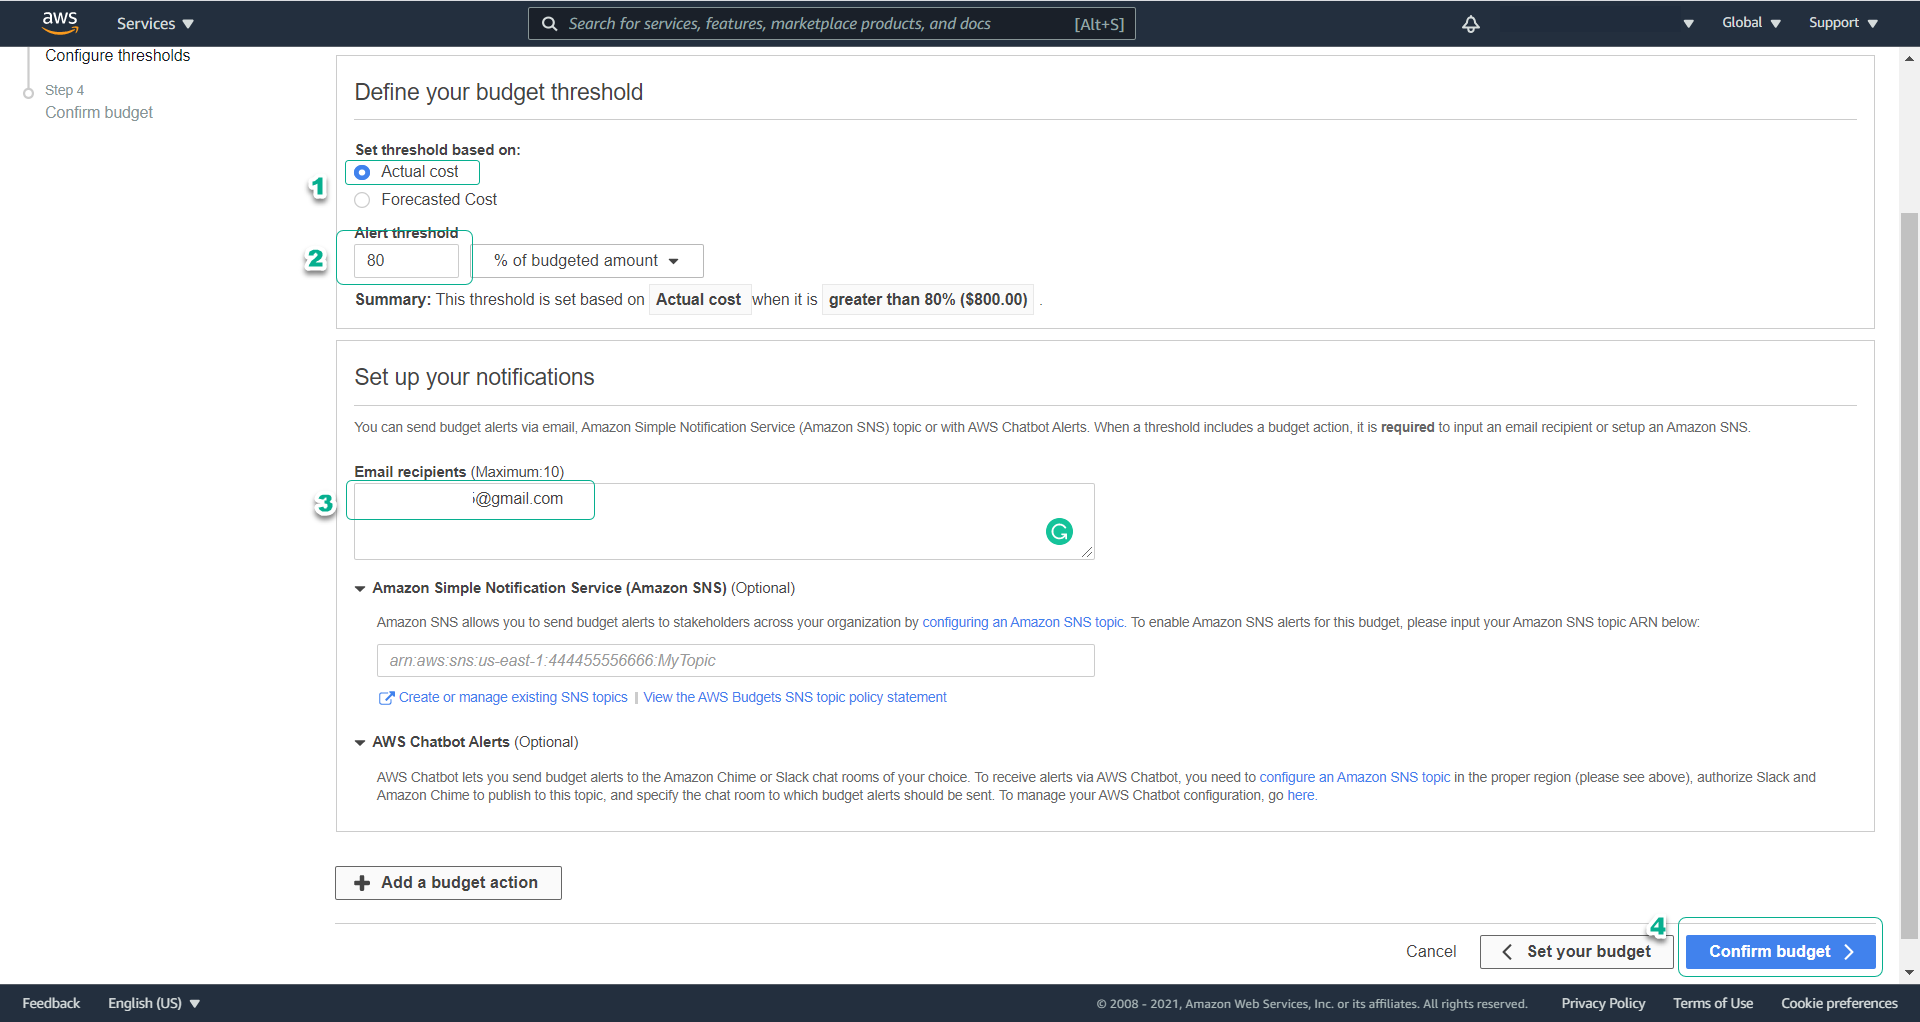 aws Services Search for services, features, marketplace products, and docs [Alt+S] Global Support
Configure thresholds
Step 4
Confirm budget
Define your budget threshold
Set threshold based on:
1 Actual cost
Forecasted Cost
Alert threshold
2 80 % of budgeted amount
Summary: This threshold is set based on Actual cost when it is greater than 80% ($800.00) .
Set up your notifications
You can send budget alerts via email, Amazon Simple Notification Service (Amazon SNS) topic or with AWS Chatbot Alerts. When a threshold includes a budget action, it is required to input an email recipient or setup an Amazon SNS.
Email recipients (Maximum:10)
3 @gmail.com
Amazon Simple Notification Service (Amazon SNS) (Optional)
Amazon SNS allows you to send budget alerts to stakeholders across your organization by configuring an Amazon SNS topic. To enable Amazon SNS alerts for this budget, please input your Amazon SNS topic ARN below:
arn:aws:sns:us-east-1:444455556666:MyTopic
Create or manage existing SNS topics | View the AWS Budgets SNS topic policy statement
AWS Chatbot Alerts (Optional)
AWS Chatbot lets you send budget alerts to the Amazon Chime or Slack chat rooms of your choice. To receive alerts via AWS Chatbot, you need to configure an Amazon SNS topic in the proper region (please see above), authorize Slack and
Amazon Chime to publish to this topic, and specify the chat room to which budget alerts should be sent. To manage your AWS Chatbot configuration, go here.
Add a budget action
4
Cancel Set your budget Confirm budget
Feedback English (US) © 2008 - 2021, Amazon Web Services, Inc. or its affiliates. All rights reserved. Privacy Policy Terms of Use Cookie preferences